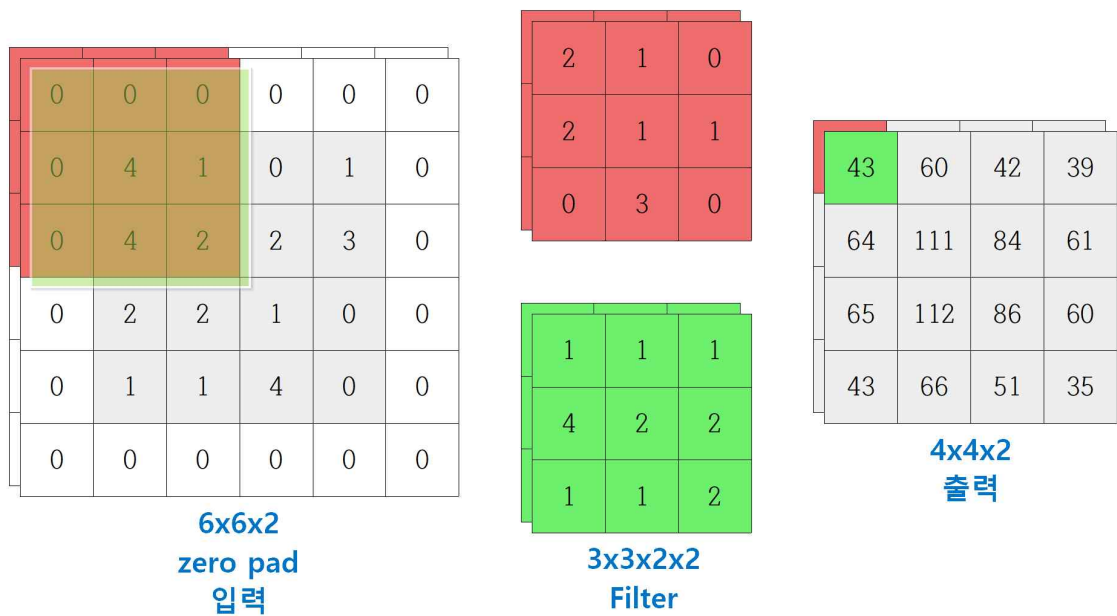 0 0 0 0 0 0
0 4 1 0 1 0
0 4 2 2 3 0
0 2 2 1 0 0
0 1 1 4 0 0
0 0 0 0 0 0
6x6x2
zero pad
입력
2 1 0
2 1 1
0 3 0
1 1 1
4 2 2
1 1 2
3x3x2x2
Filter
43 60 42 39
64 111 84 61
65 112 86 60
43 66 51 35
4x4x2
출력